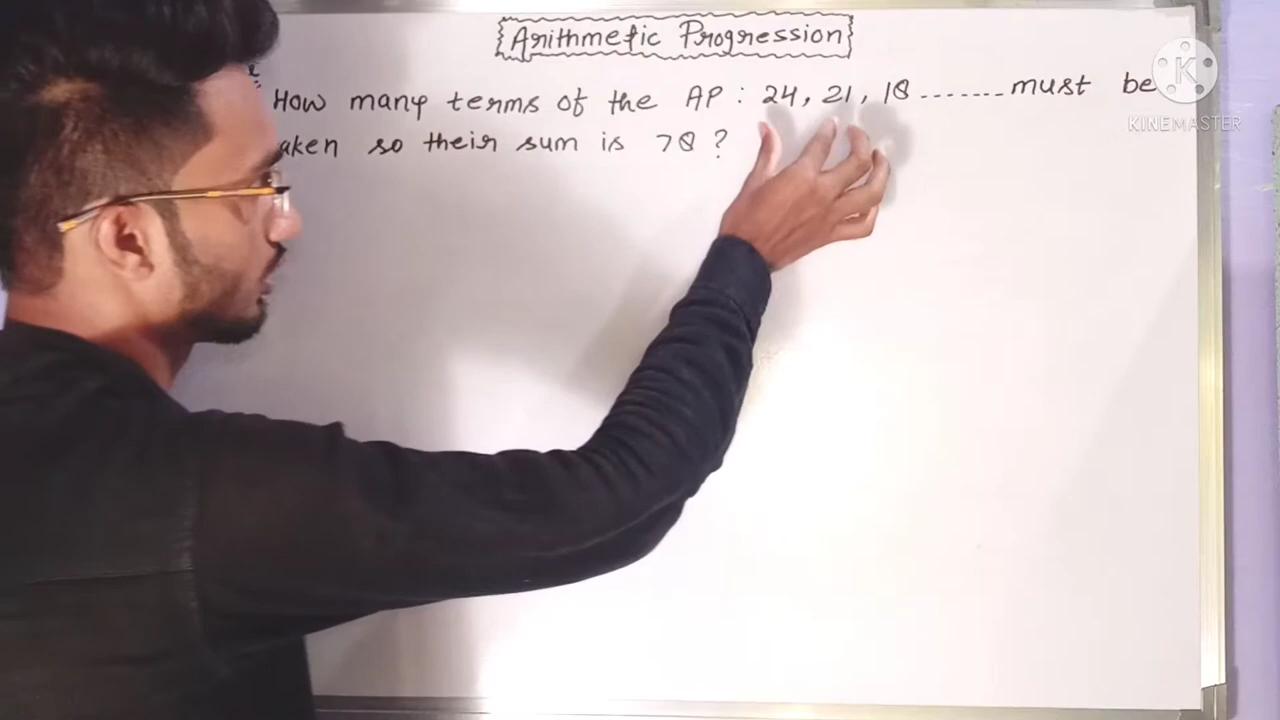 Arithmetic Progression
How many terms of the AP : 24, 21, 18 ....... must be
aken so their sum is 78 ?
K
KINEMASTER